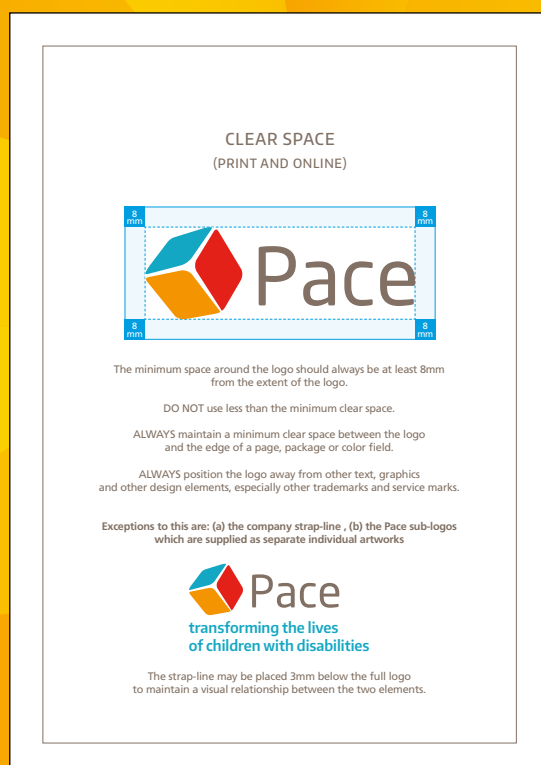 CLEAR SPACE
(PRINT AND ONLINE)
8 mm
8 mm
Pace
8 mm
8 mm
The minimum space around the logo should always be at least 8mm
from the extent of the logo.
DO NOT use less than the minimum clear space.
ALWAYS maintain a minimum clear space between the logo
and the edge of a page, package or color field.
ALWAYS position the logo away from other text, graphics
and other design elements, especially other trademarks and service marks.
Exceptions to this are: (a) the company strap-line , (b) the Pace sub-logos
which are supplied as separate individual artworks
Pace
transforming the lives
of children with disabilities
The strap-line may be placed 3mm below the full logo
to maintain a visual relationship between the two elements.